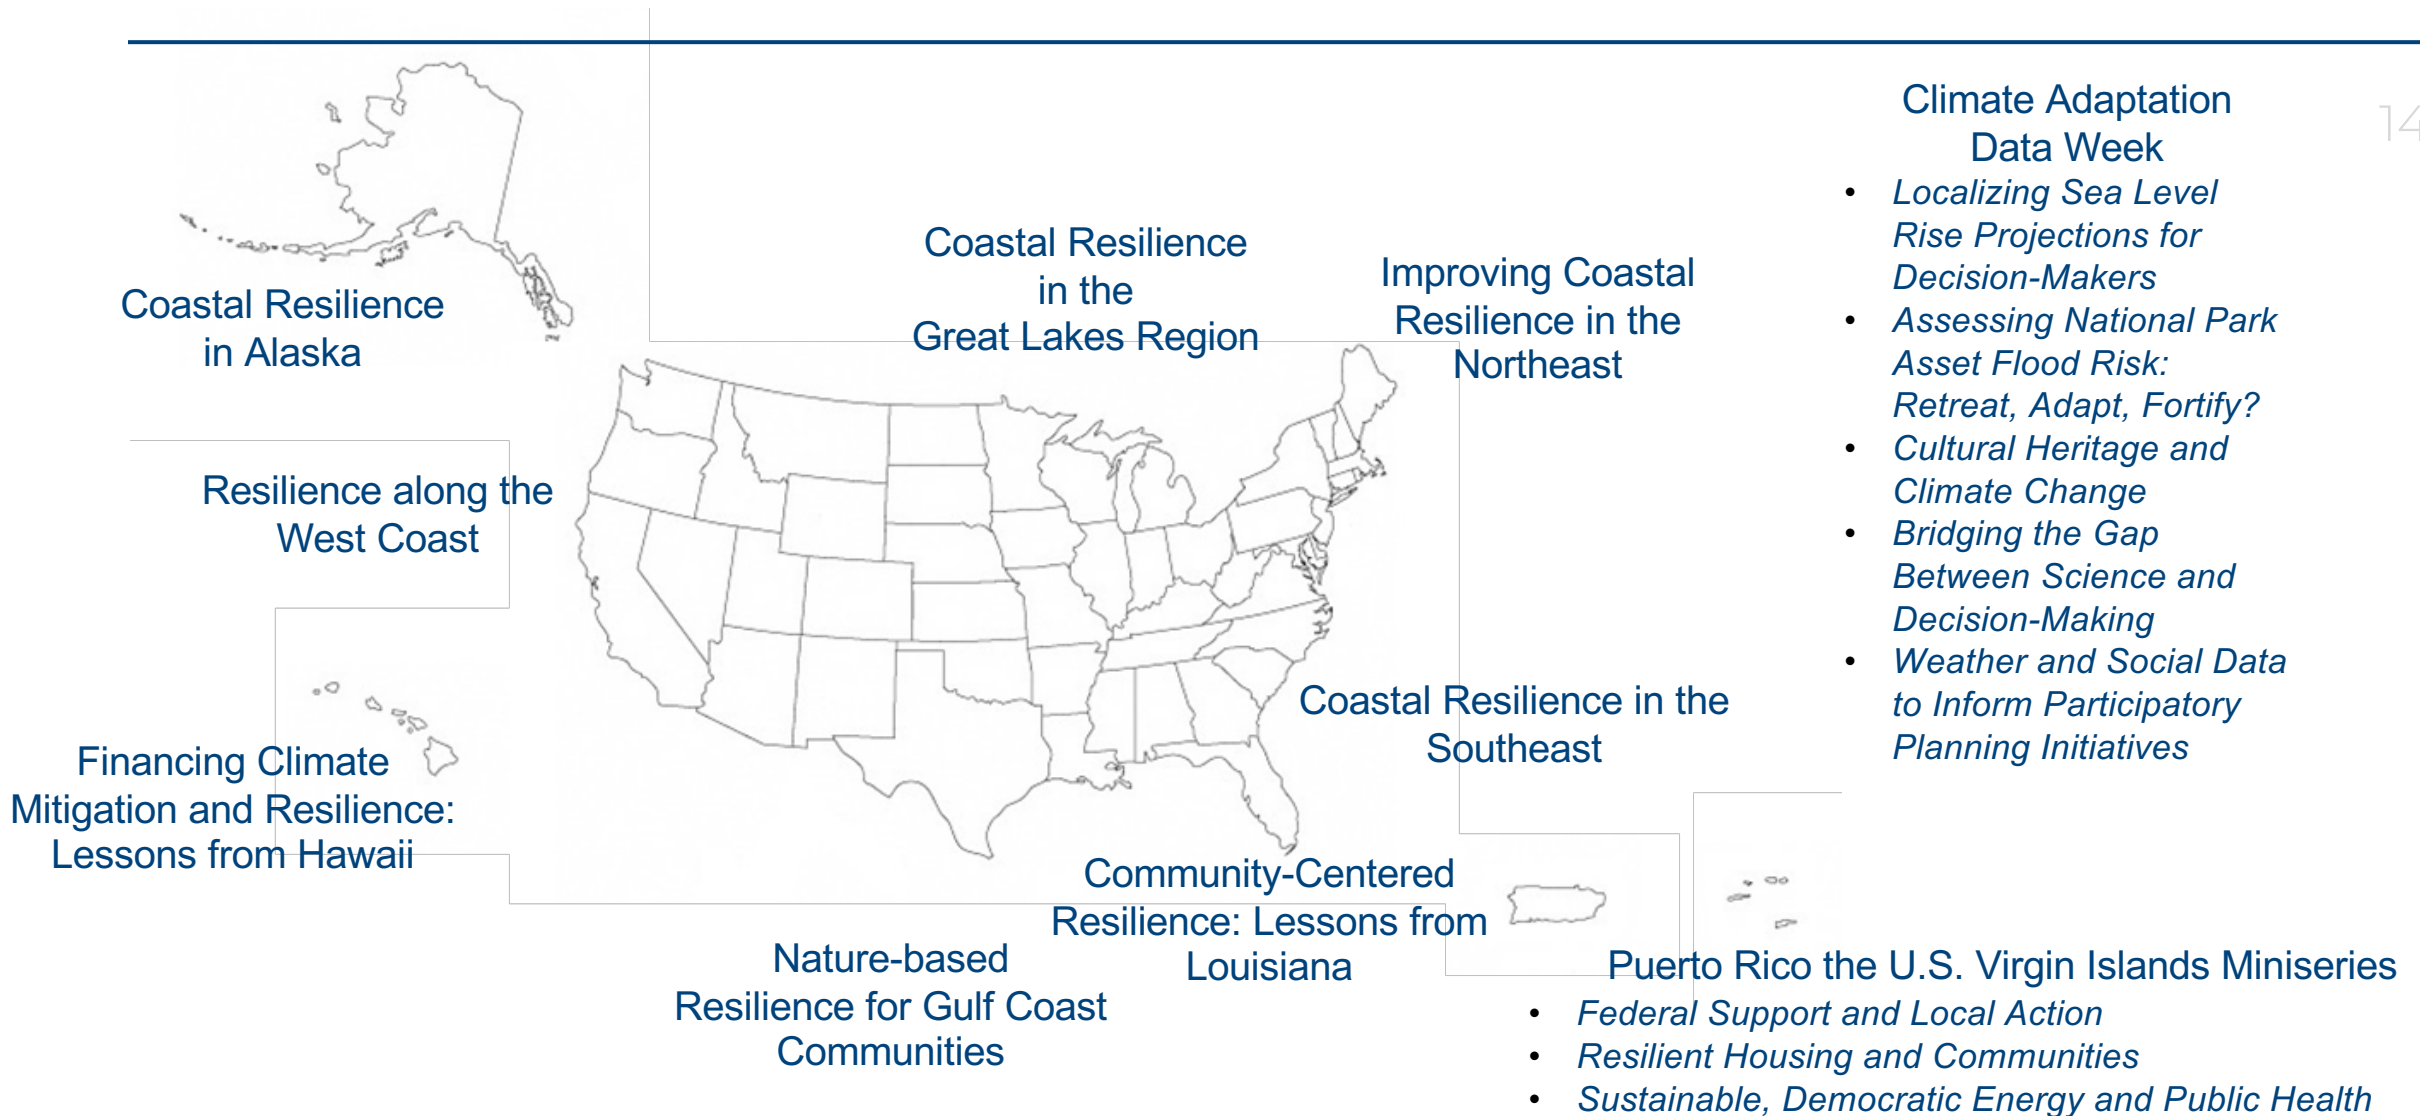 14
Climate Adaptation
Data Week
• Localizing Sea Level
Rise Projections for
Decision-Makers
• Assessing National Park
Asset Flood Risk:
Retreat, Adapt, Fortify?
• Cultural Heritage and
Climate Change
• Bridging the Gap
Between Science and
Decision-Making
• Weather and Social Data
to Inform Participatory
Planning Initiatives
Coastal Resilience
in the
Great Lakes Region
Improving Coastal
Resilience in the
Northeast
Coastal Resilience
in Alaska
Resilience along the
West Coast
Coastal Resilience in the
Southeast
Financing Climate
Mitigation and Resilience:
Lessons from Hawaii
Community-Centered
Resilience: Lessons from
Louisiana
Nature-based
Resilience for Gulf Coast
Communities
Puerto Rico the U.S. Virgin Islands Miniseries
• Federal Support and Local Action
• Resilient Housing and Communities
• Sustainable, Democratic Energy and Public Health